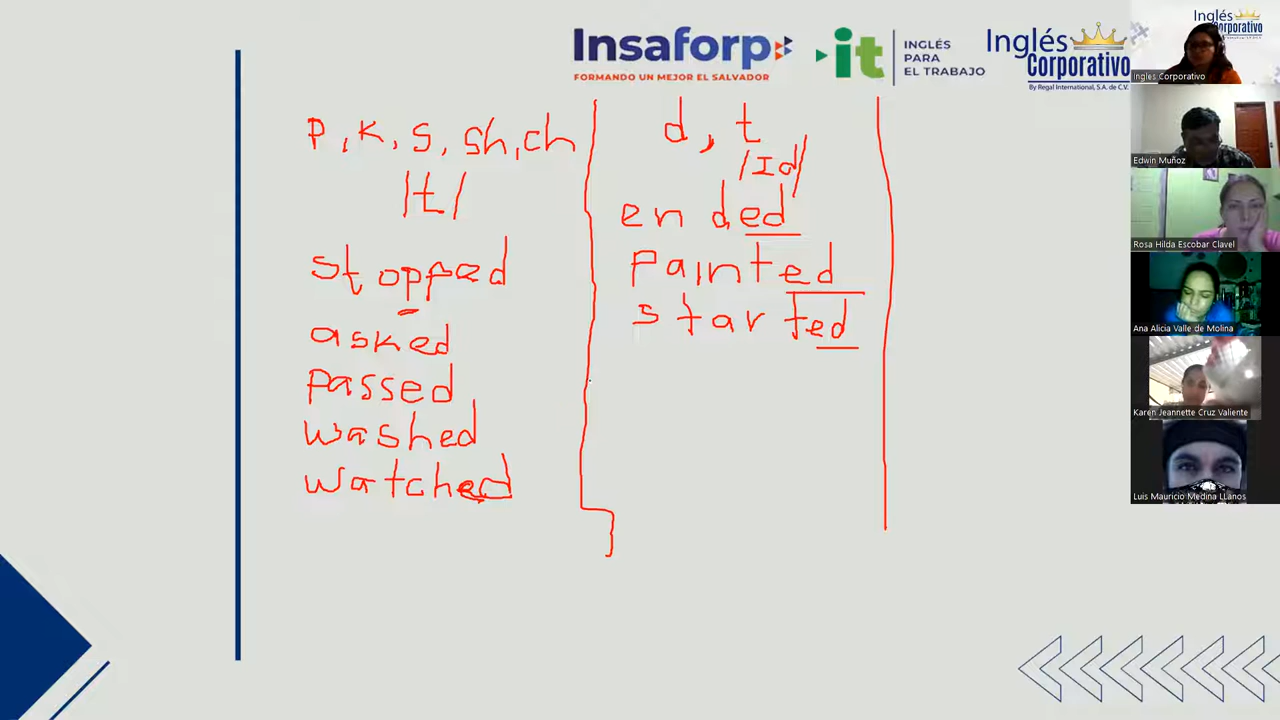 Insaforp
FORMANDO UN MEJOR EL SALVADOR
it
INGLÉS
PARA
EL TRABAJO
Inglés
Corporativo
By Regal International, S.A. de C.V.
p, k, s, sh, ch
/t/
stopped
asked
passed
washed
watched
d, t
/Id/
ended
painted
started
Inglés
Corporativo
Ingles Corporativo
Edwin Muñoz
Rosa Hilda Escobar Clavel
Ana Alicia Valle de Molina
Karen Jeannette Cruz Valiente
Luis Mauricio Medina LLanos